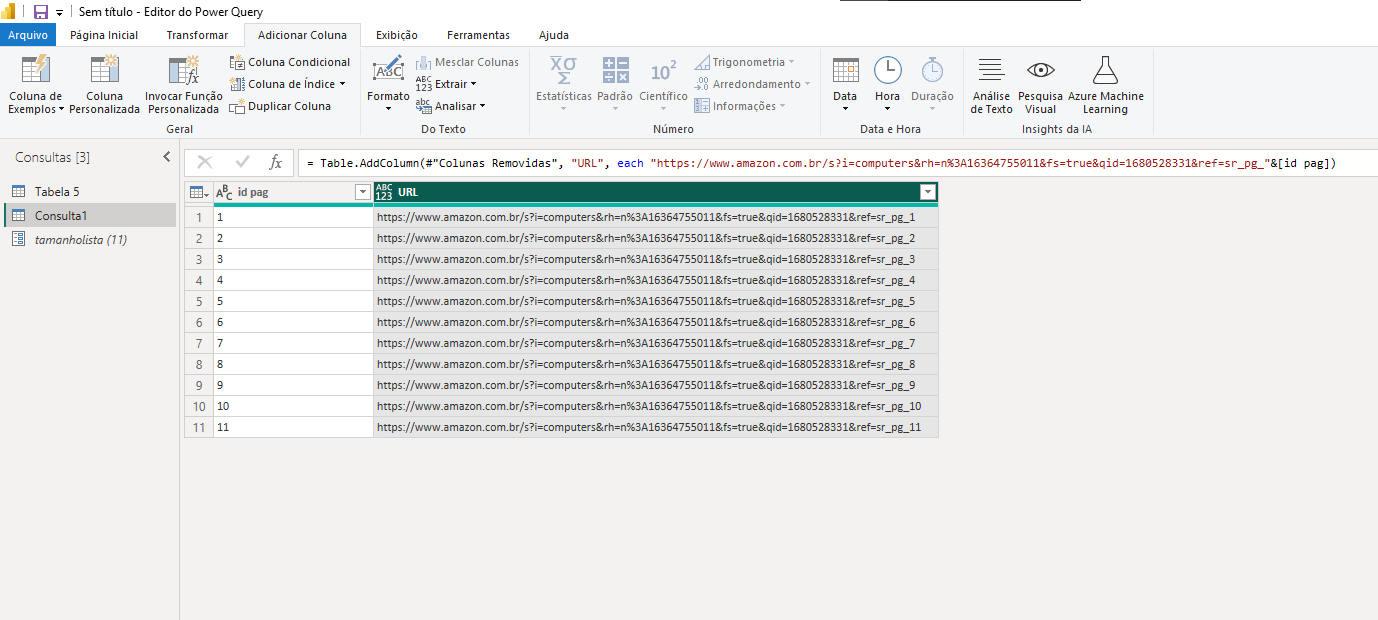 Sem título - Editor do Power Query
Arquivo Página Inicial Transformar Adicionar Coluna Exibição Ferramentas Ajuda
Coluna de Exemplos
Coluna Personalizada
Invocar Função Personalizada
Coluna Condicional
Coluna de Índice
Duplicar Coluna
Geral
Formato
Mesclar Colunas
Extrair
Analisar
Do Texto
Estatísticas
Padrão
Científico
Trigonometria
Arredondamento
Informações
Número
Data
Hora
Duração
Data e Hora
Análise de Texto
Pesquisa Visual
Azure Machine Learning
Insights da IA
Consultas [3]
Tabela 5
Consulta1
tamanholista (11)
fx = Table.AddColumn(#"Colunas Removidas", "URL", each "https://www.amazon.com.br/s?i=computers&rh=n%3A16364755011&fs=true&qid=1680528331&ref=sr_pg_"&[id pag])
ABC id pag ABC 123 URL
1 1 https://www.amazon.com.br/s?i=computers&rh=n%3A16364755011&fs=true&qid=1680528331&ref=sr_pg_1
2 2 https://www.amazon.com.br/s?i=computers&rh=n%3A16364755011&fs=true&qid=1680528331&ref=sr_pg_2
3 3 https://www.amazon.com.br/s?i=computers&rh=n%3A16364755011&fs=true&qid=1680528331&ref=sr_pg_3
4 4 https://www.amazon.com.br/s?i=computers&rh=n%3A16364755011&fs=true&qid=1680528331&ref=sr_pg_4
5 5 https://www.amazon.com.br/s?i=computers&rh=n%3A16364755011&fs=true&qid=1680528331&ref=sr_pg_5
6 6 https://www.amazon.com.br/s?i=computers&rh=n%3A16364755011&fs=true&qid=1680528331&ref=sr_pg_6
7 7 https://www.amazon.com.br/s?i=computers&rh=n%3A16364755011&fs=true&qid=1680528331&ref=sr_pg_7
8 8 https://www.amazon.com.br/s?i=computers&rh=n%3A16364755011&fs=true&qid=1680528331&ref=sr_pg_8
9 9 https://www.amazon.com.br/s?i=computers&rh=n%3A16364755011&fs=true&qid=1680528331&ref=sr_pg_9
10 10 https://www.amazon.com.br/s?i=computers&rh=n%3A16364755011&fs=true&qid=1680528331&ref=sr_pg_10
11 11 https://www.amazon.com.br/s?i=computers&rh=n%3A16364755011&fs=true&qid=1680528331&ref=sr_pg_11